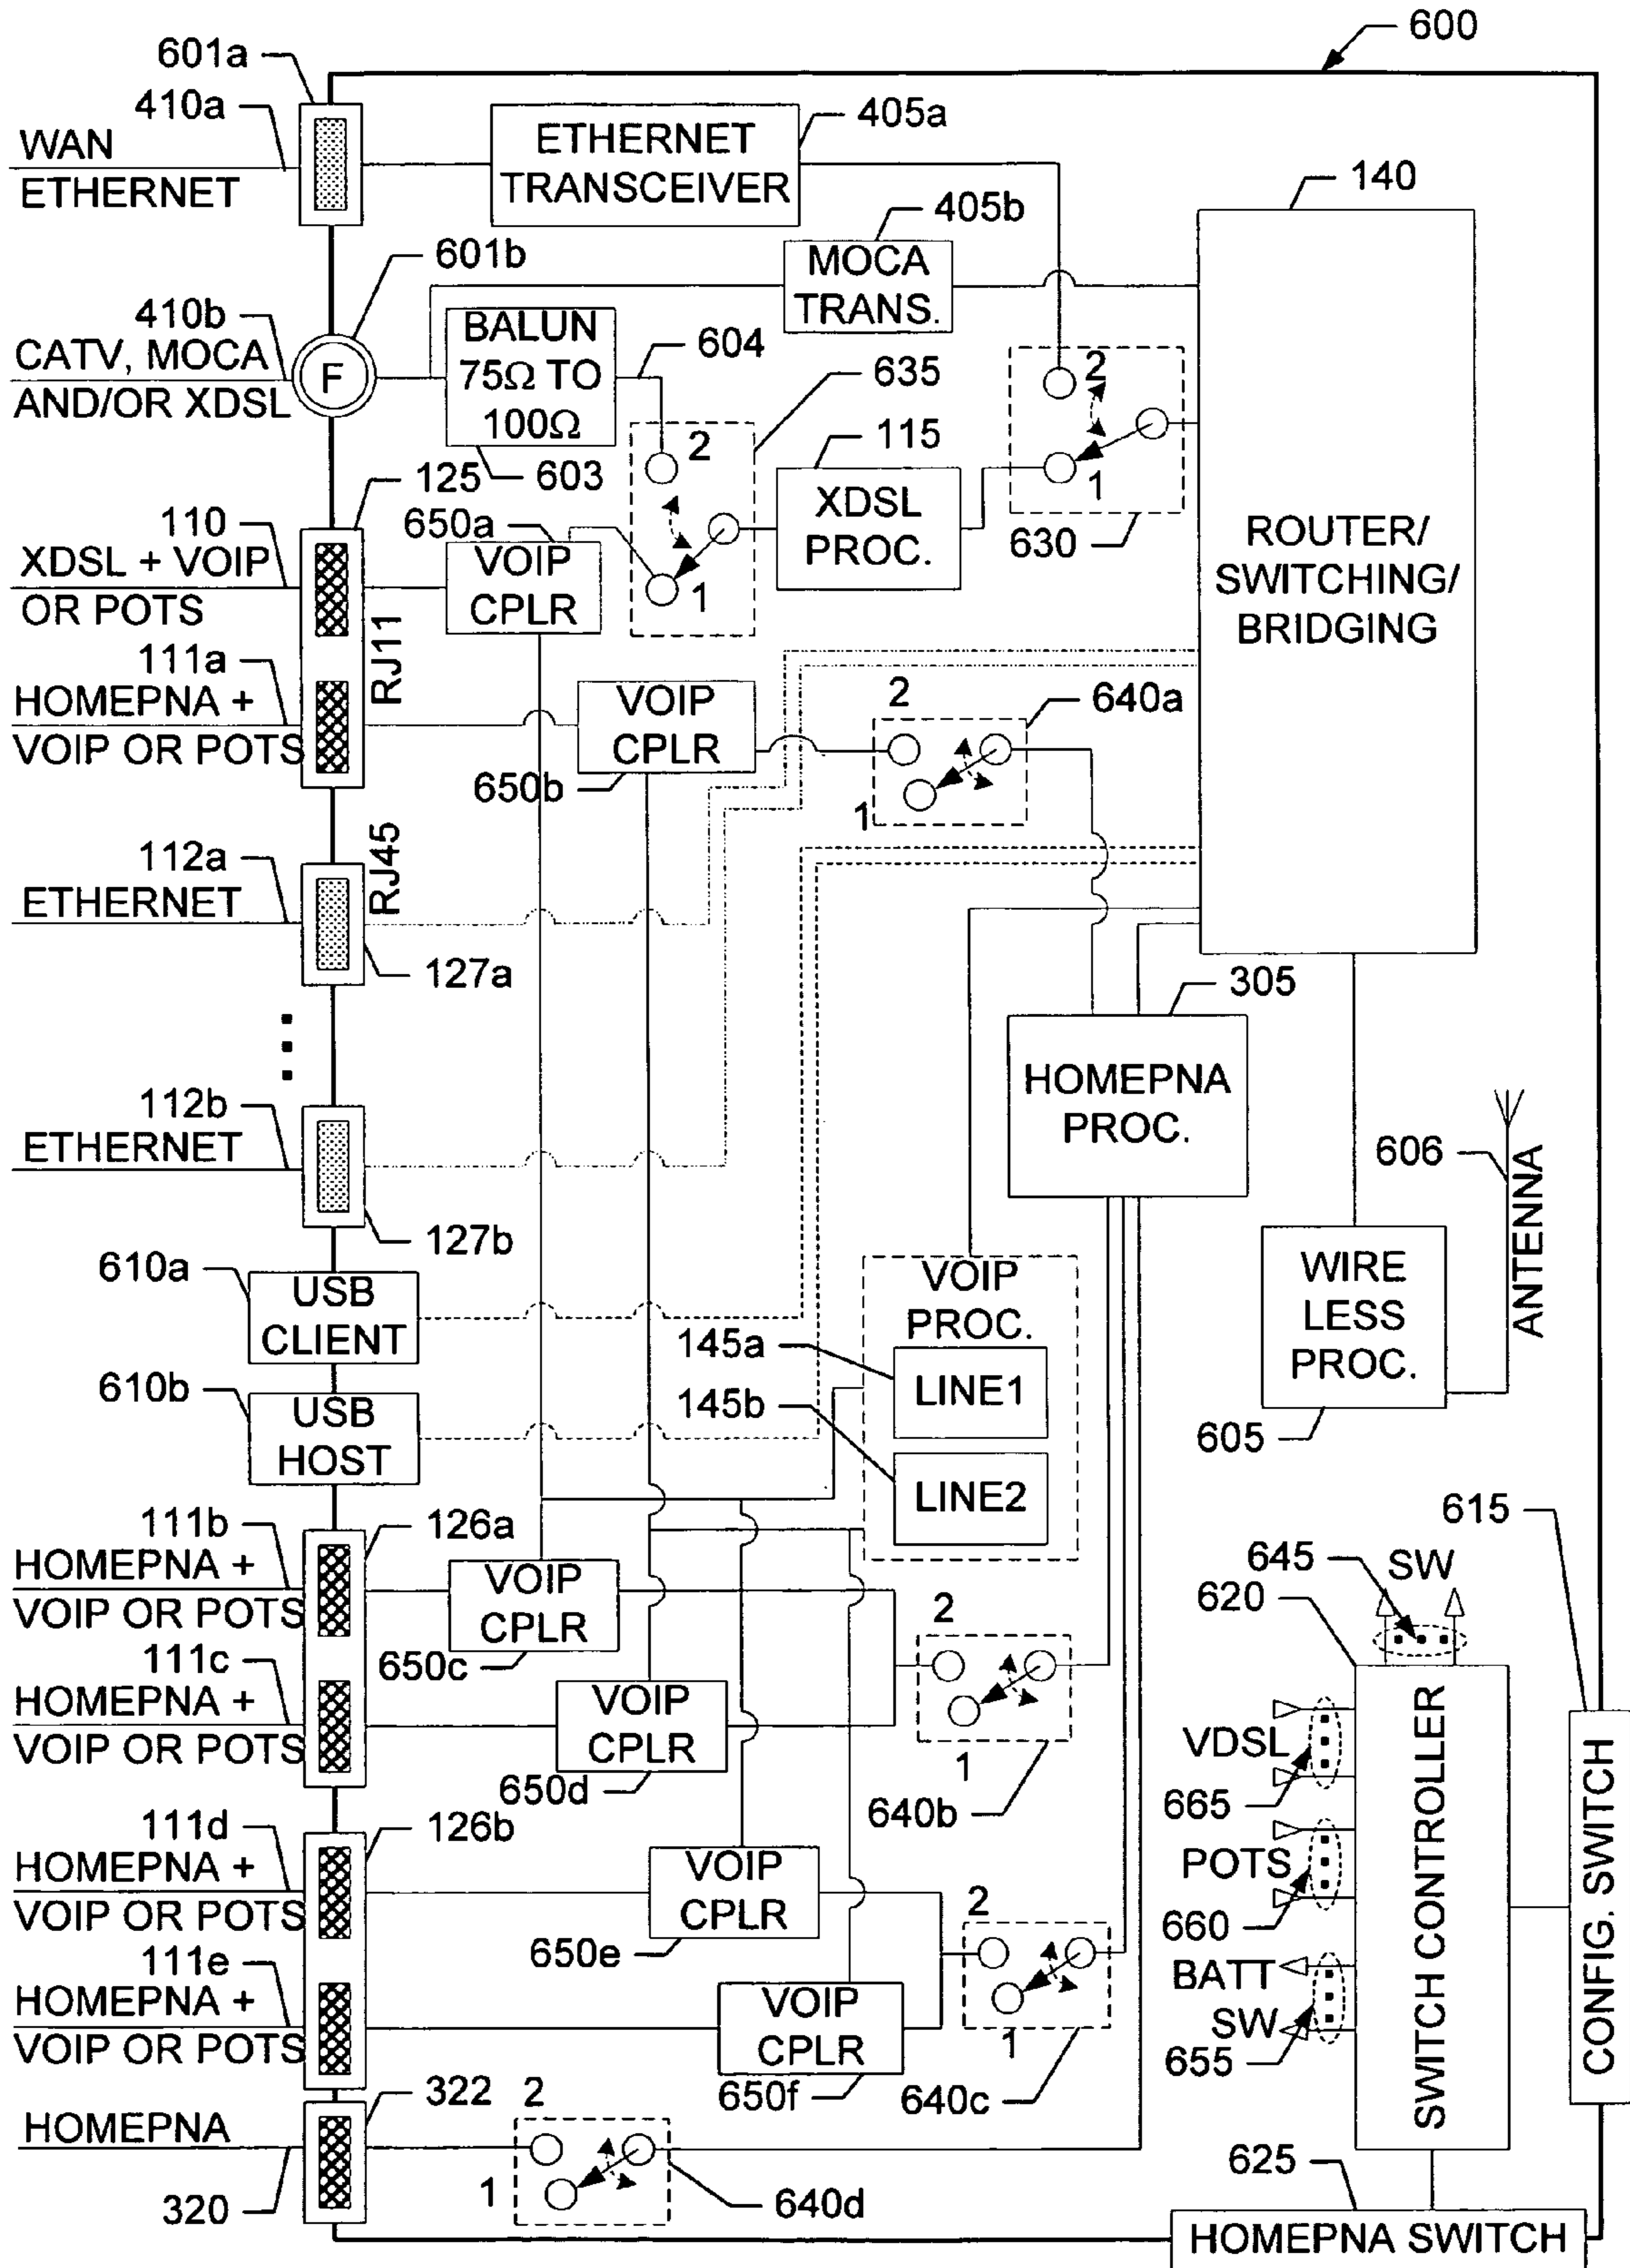 600
601a
410a
WAN
ETHERNET
ETHERNET
TRANSCEIVER
405a
140
405b
MOCA
TRANS.
601b
410b
CATV, MOCA
AND/OR XDSL
F
BALUN
75Ω TO
100Ω
603
604
635
2
1
115
XDSL
PROC.
2
1
630
ROUTER/
SWITCHING/
BRIDGING
125
110
XDSL + VOIP
OR POTS
650a
VOIP
CPLR
RJ11
111a
HOMEPNA +
VOIP OR POTS
VOIP
CPLR
650b
2
1
640a
RJ45
112a
ETHERNET
127a
305
HOMEPNA
PROC.
112b
ETHERNET
127b
606
ANTENNA
WIRE
LESS
PROC.
605
610a
USB
CLIENT
610b
USB
HOST
VOIP
PROC.
145a
LINE1
145b
LINE2
111b
HOMEPNA +
VOIP OR POTS
126a
VOIP
CPLR
650c
111c
HOMEPNA +
VOIP OR POTS
VOIP
CPLR
650d
2
1
640b
615
645
SW
620
VDSL
665
POTS
660
BATT
SW
655
SWITCH CONTROLLER
CONFIG. SWITCH
111d
HOMEPNA +
VOIP OR POTS
126b
VOIP
CPLR
650e
111e
HOMEPNA +
VOIP OR POTS
VOIP
CPLR
650f
2
1
640c
322
HOMEPNA
320
2
1
640d
625
HOMEPNA SWITCH